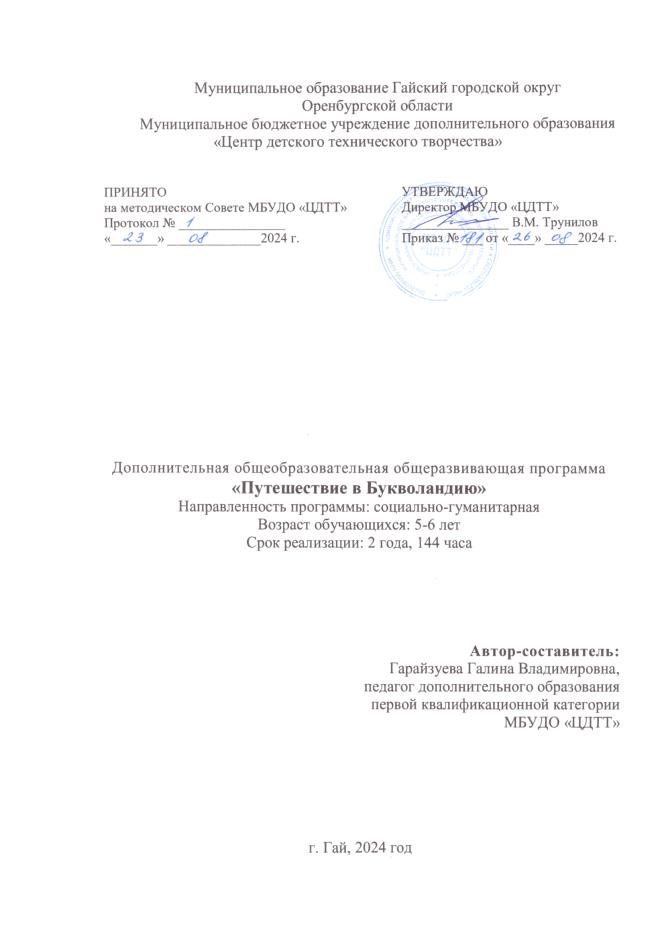 Муниципальное образование Гайский городской округ
Оренбургской области
Муниципальное бюджетное учреждение дополнительного образования
«Центр детского технического творчества»
ПРИНЯТО
на методическом Совете МБУДО «ЦДТТ»
Протокол № 1
«23» 08 2024 г.
УТВЕРЖДАЮ
Директор МБУДО «ЦДТТ»
В.М. Трунилов
Приказ № 181 от «26» 08 2024 г.
"ЦДТТ"
Дополнительная общеобразовательная общеразвивающая программа
«Путешествие в Букволандию»
Направленность программы: социально-гуманитарная
Возраст обучающихся: 5-6 лет
Срок реализации: 2 года, 144 часа
Автор-составитель:
Гарайзуева Галина Владимировна,
педагог дополнительного образования
первой квалификационной категории
МБУДО «ЦДТТ»
г. Гай, 2024 год